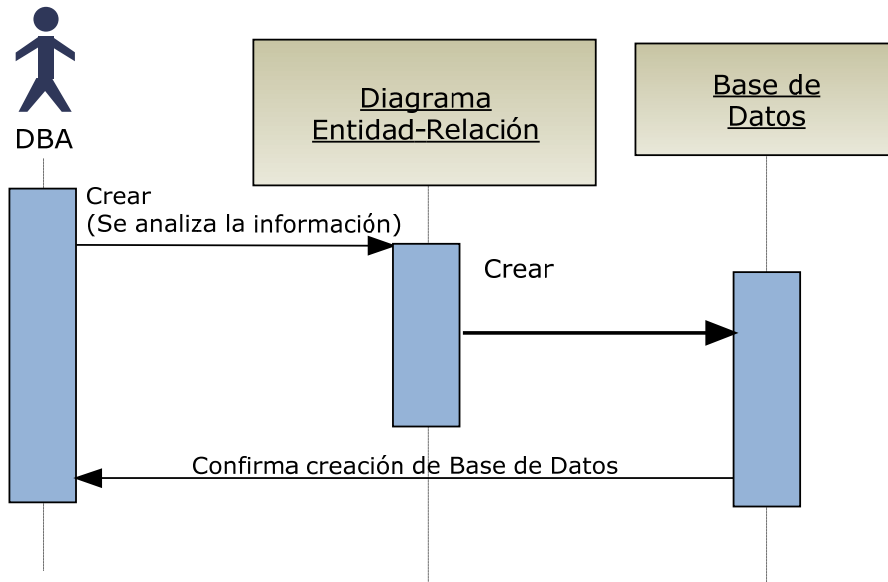 DBA
Diagrama
Entidad-Relación
Base de
Datos
Crear
(Se analiza la información)
Crear
Confirma creación de Base de Datos